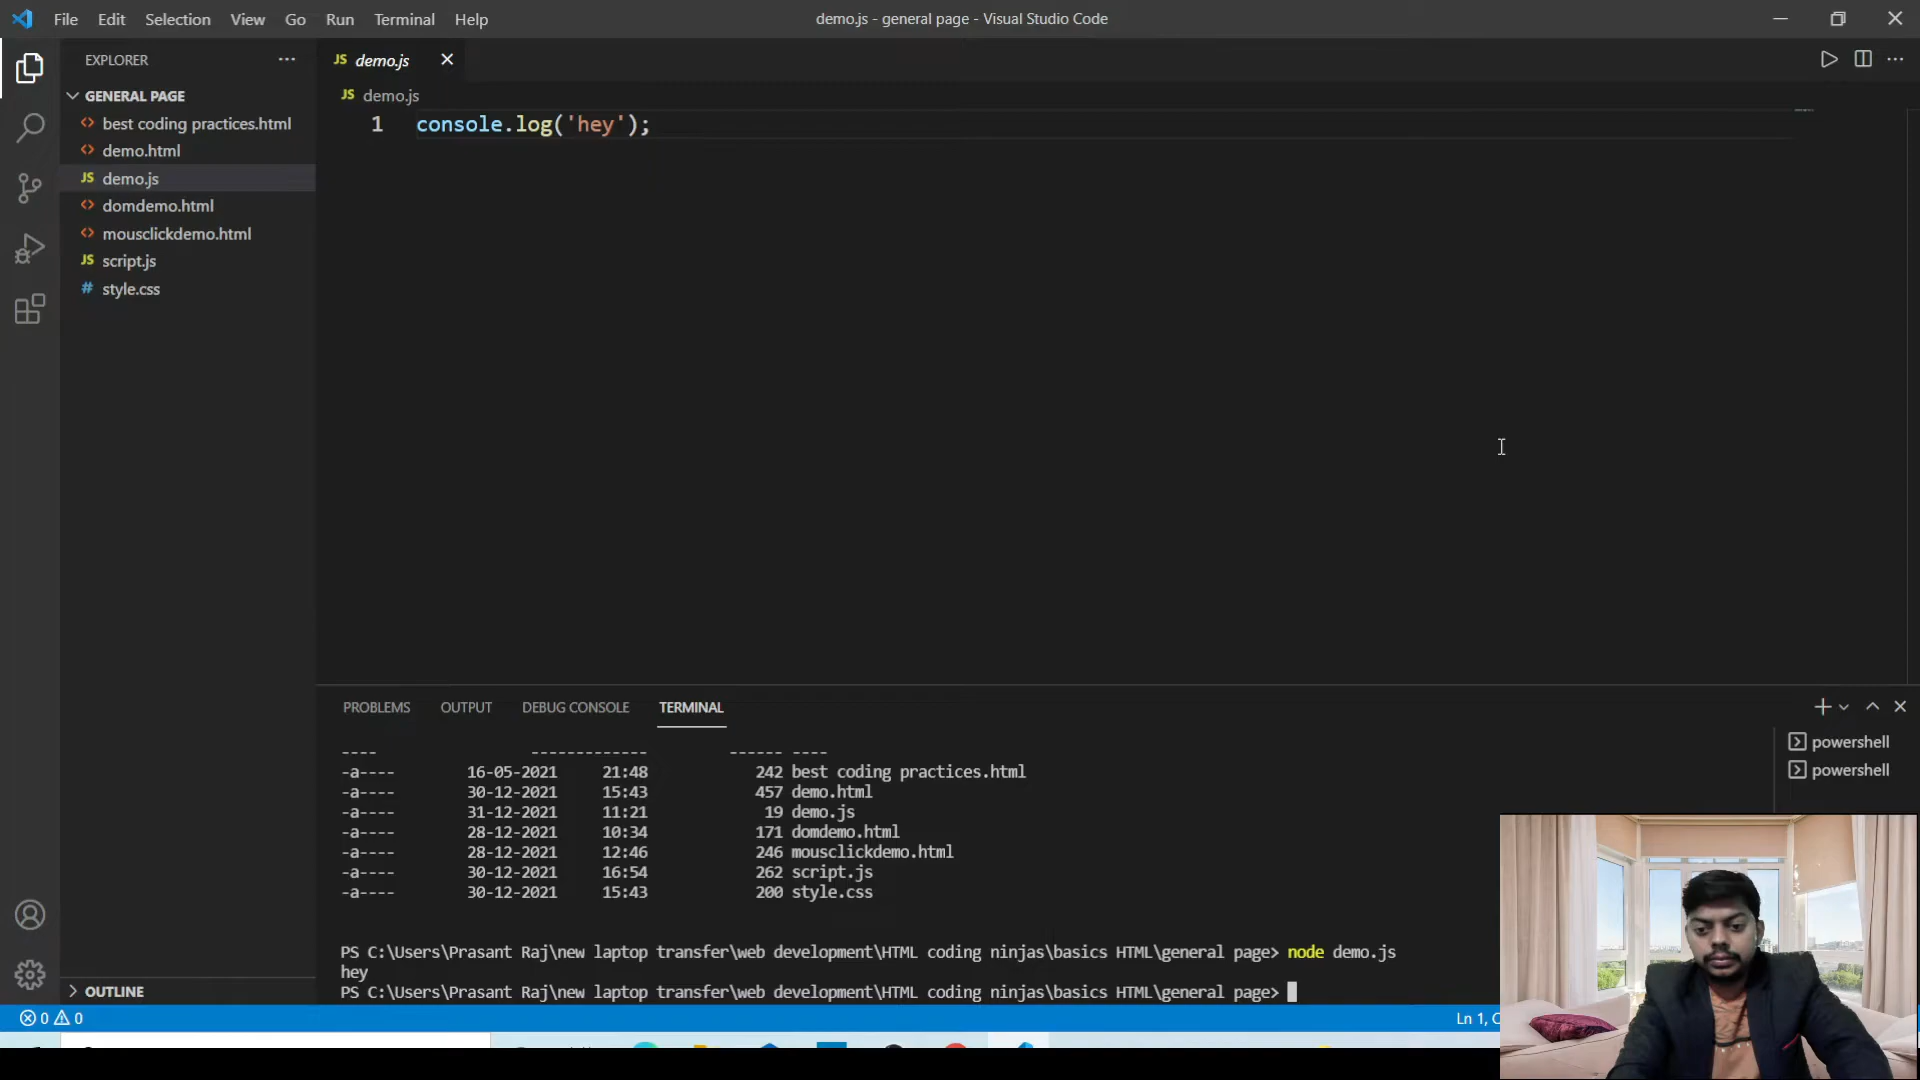 File Edit Selection View Go Run Terminal Help
demo.js - general page - Visual Studio Code
EXPLORER
GENERAL PAGE
<> best coding practices.html
<> demo.html
JS demo.js
<> domdemo.html
<> mousclickdemo.html
JS script.js
# style.css
OUTLINE
JS demo.js
JS demo.js
1 console.log('hey');
PROBLEMS OUTPUT DEBUG CONSOLE TERMINAL
---- ------------- ------ ----
-a---- 16-05-2021 21:48 242 best coding practices.html
-a---- 30-12-2021 15:43 457 demo.html
-a---- 31-12-2021 11:21 19 demo.js
-a---- 28-12-2021 10:34 171 domdemo.html
-a---- 28-12-2021 12:46 246 mousclickdemo.html
-a---- 30-12-2021 16:54 262 script.js
-a---- 30-12-2021 15:43 200 style.css
PS C:\Users\Prasant Raj\new laptop transfer\web development\HTML coding ninjas\basics HTML\general page> node demo.js
hey
PS C:\Users\Prasant Raj\new laptop transfer\web development\HTML coding ninjas\basics HTML\general page>
powershell
powershell
0 0
Ln 1,